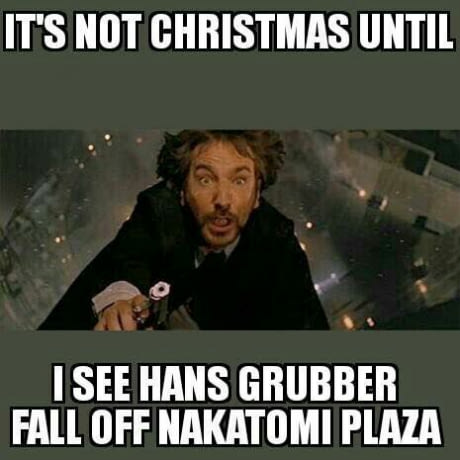 IT'S NOT CHRISTMAS UNTIL
I SEE HANS GRUBBER
FALL OFF NAKATOMI PLAZA